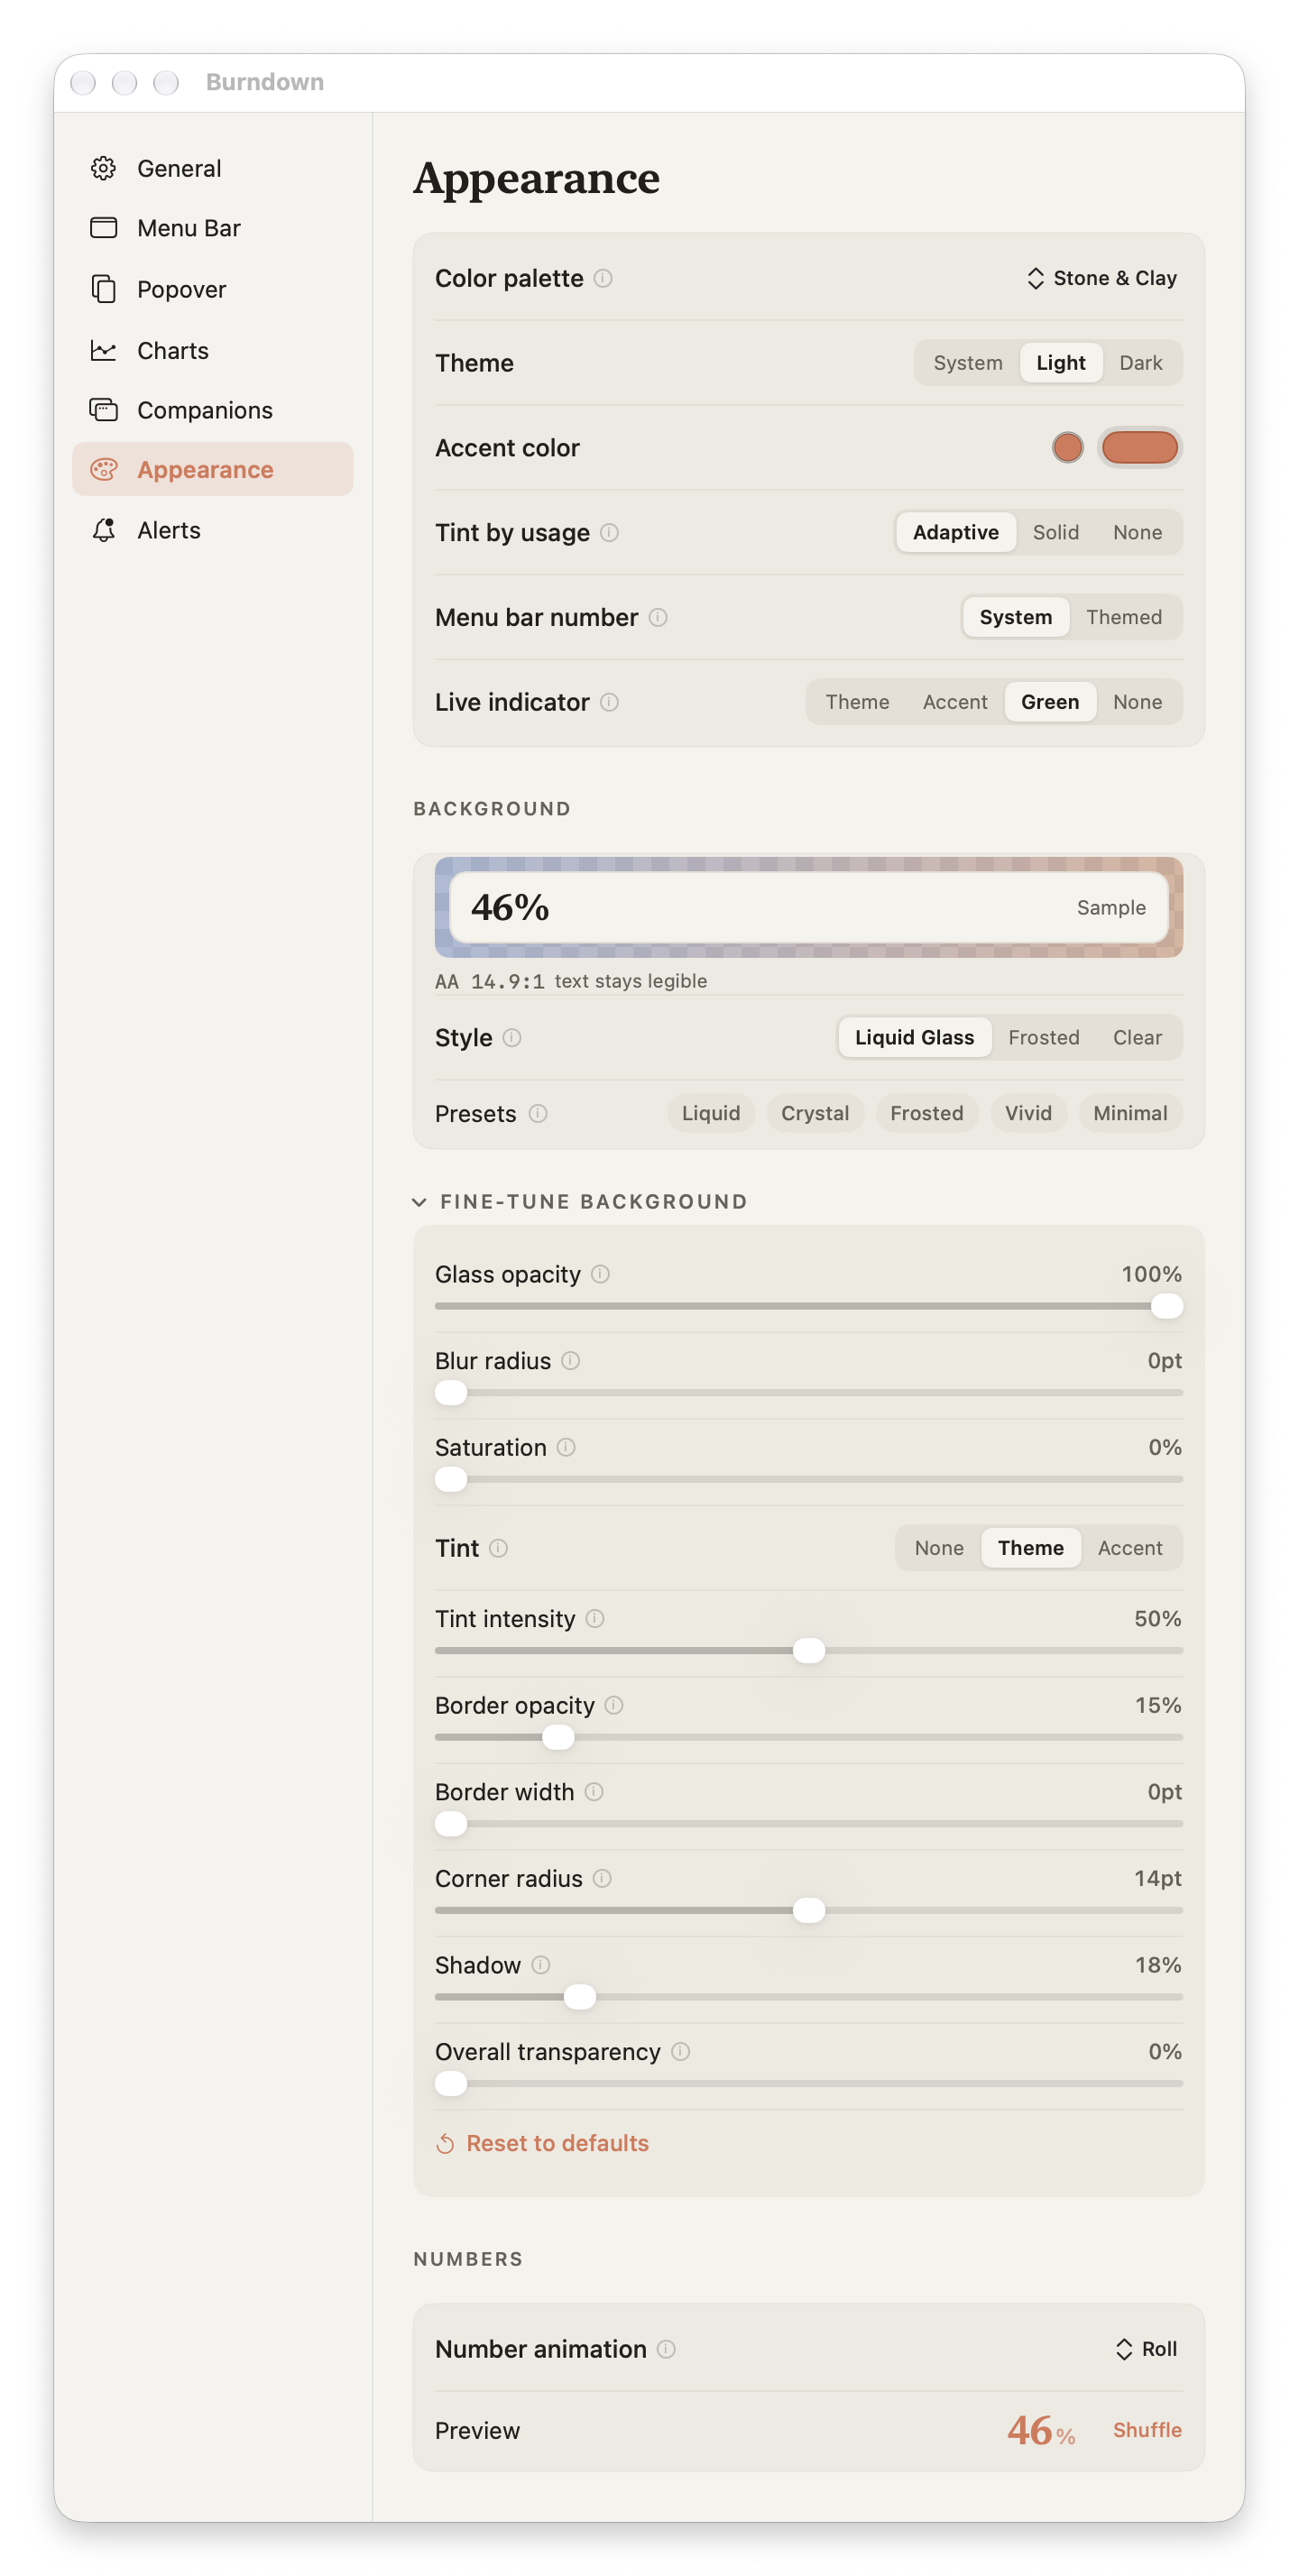 Burndown
General
Menu Bar
Popover
Charts
Companions
Appearance
Alerts
Appearance
Color palette Stone & Clay
Theme System Light Dark
Accent color
Tint by usage Adaptive Solid None
Menu bar number System Themed
Live indicator Theme Accent Green None
BACKGROUND
46% Sample
AA 14.9:1 text stays legible
Style Liquid Glass Frosted Clear
Presets Liquid Crystal Frosted Vivid Minimal
FINE-TUNE BACKGROUND
Glass opacity 100%
Blur radius 0pt
Saturation 0%
Tint None Theme Accent
Tint intensity 50%
Border opacity 15%
Border width 0pt
Corner radius 14pt
Shadow 18%
Overall transparency 0%
Reset to defaults
NUMBERS
Number animation Roll
Preview 46% Shuffle